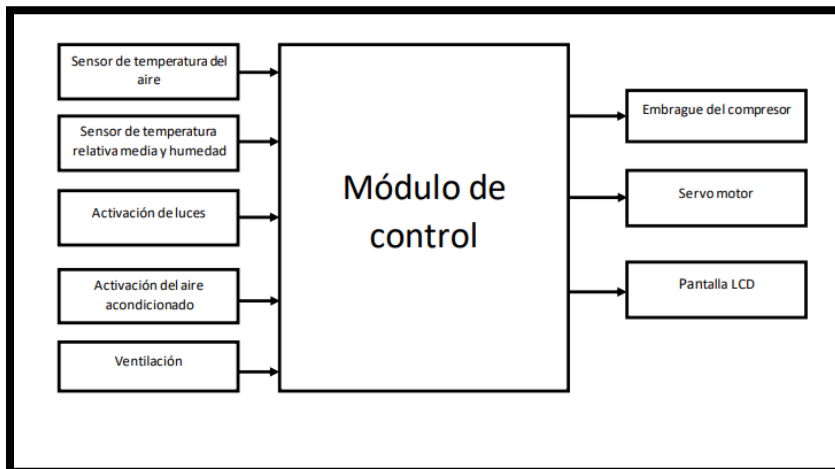 Sensor de temperatura del
aire
Sensor de temperatura
relativa media y humedad
Activación de luces
Activación del aire
acondicionado
Ventilación
Módulo de
control
Embrague del compresor
Servo motor
Pantalla LCD